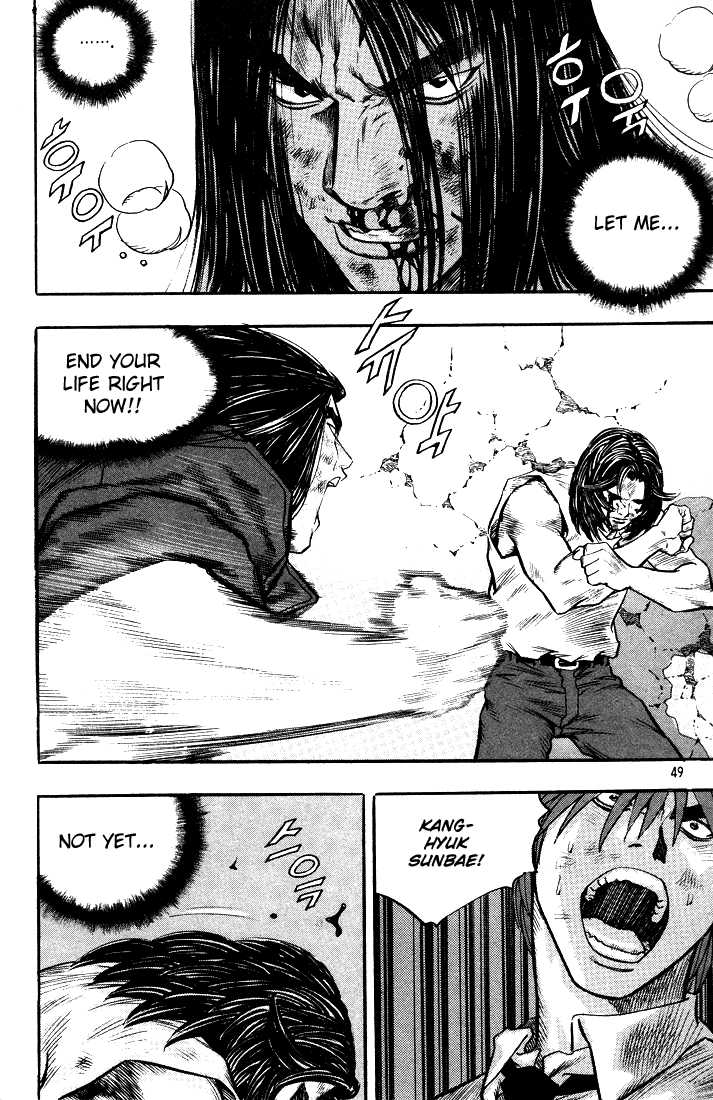 .......
LET ME...
END YOUR
LIFE RIGHT
NOW!!
49
NOT YET...
KANG-
HYUK
SUNBAE!